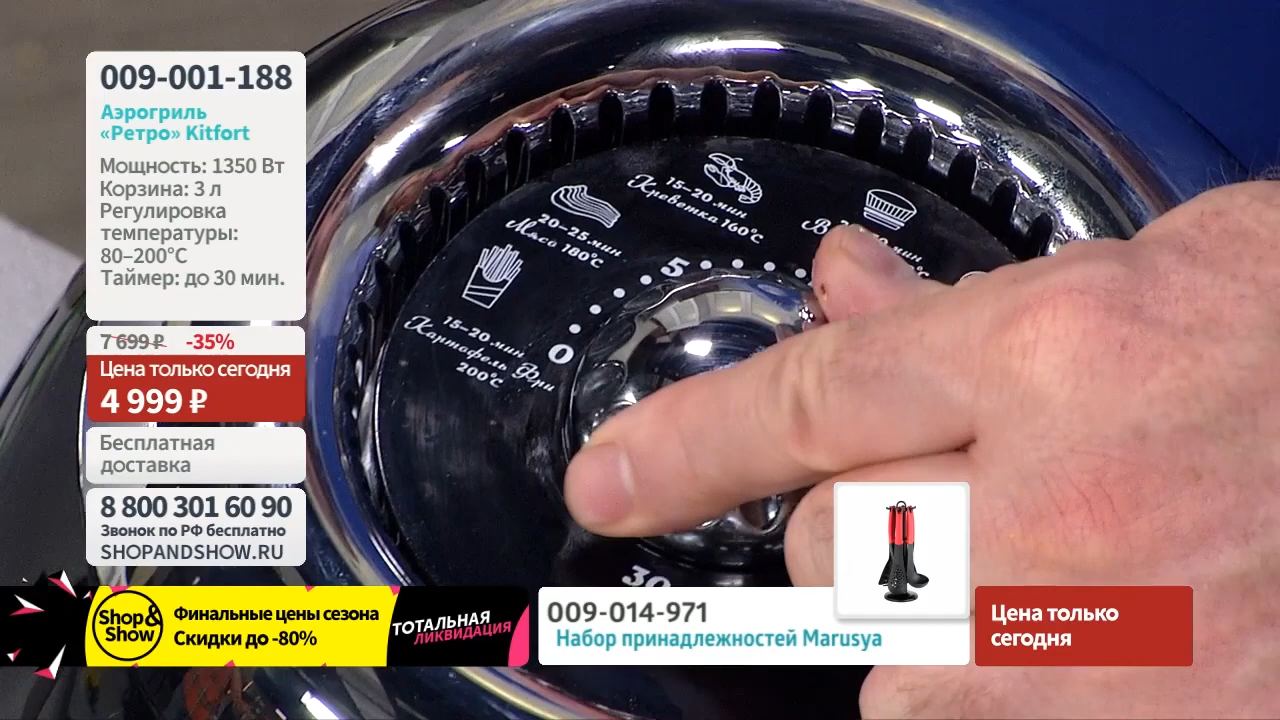 009-001-188
Аэрогриль
«Ретро» Kitfort
Мощность: 1350 Вт
Корзина: 3 л
Регулировка
температуры:
80–200°C
Таймер: до 30 мин.
7 699 ₽ -35%
Цена только сегодня
4 999 ₽
Бесплатная
доставка
8 800 301 60 90
Звонок по РФ бесплатно
SHOPANDSHOW.RU
15–20 мин
Креветка 160°C
20–25 мин
Мясо 180°C
мин
15–20 мин
Картофель Фри
200°C
5
0
30
Shop&
Show
Финальные цены сезона
Скидки до -80%
ТОТАЛЬНАЯ
ЛИКВИДАЦИЯ
009-014-971
Набор принадлежностей Marusya
Цена только
сегодня